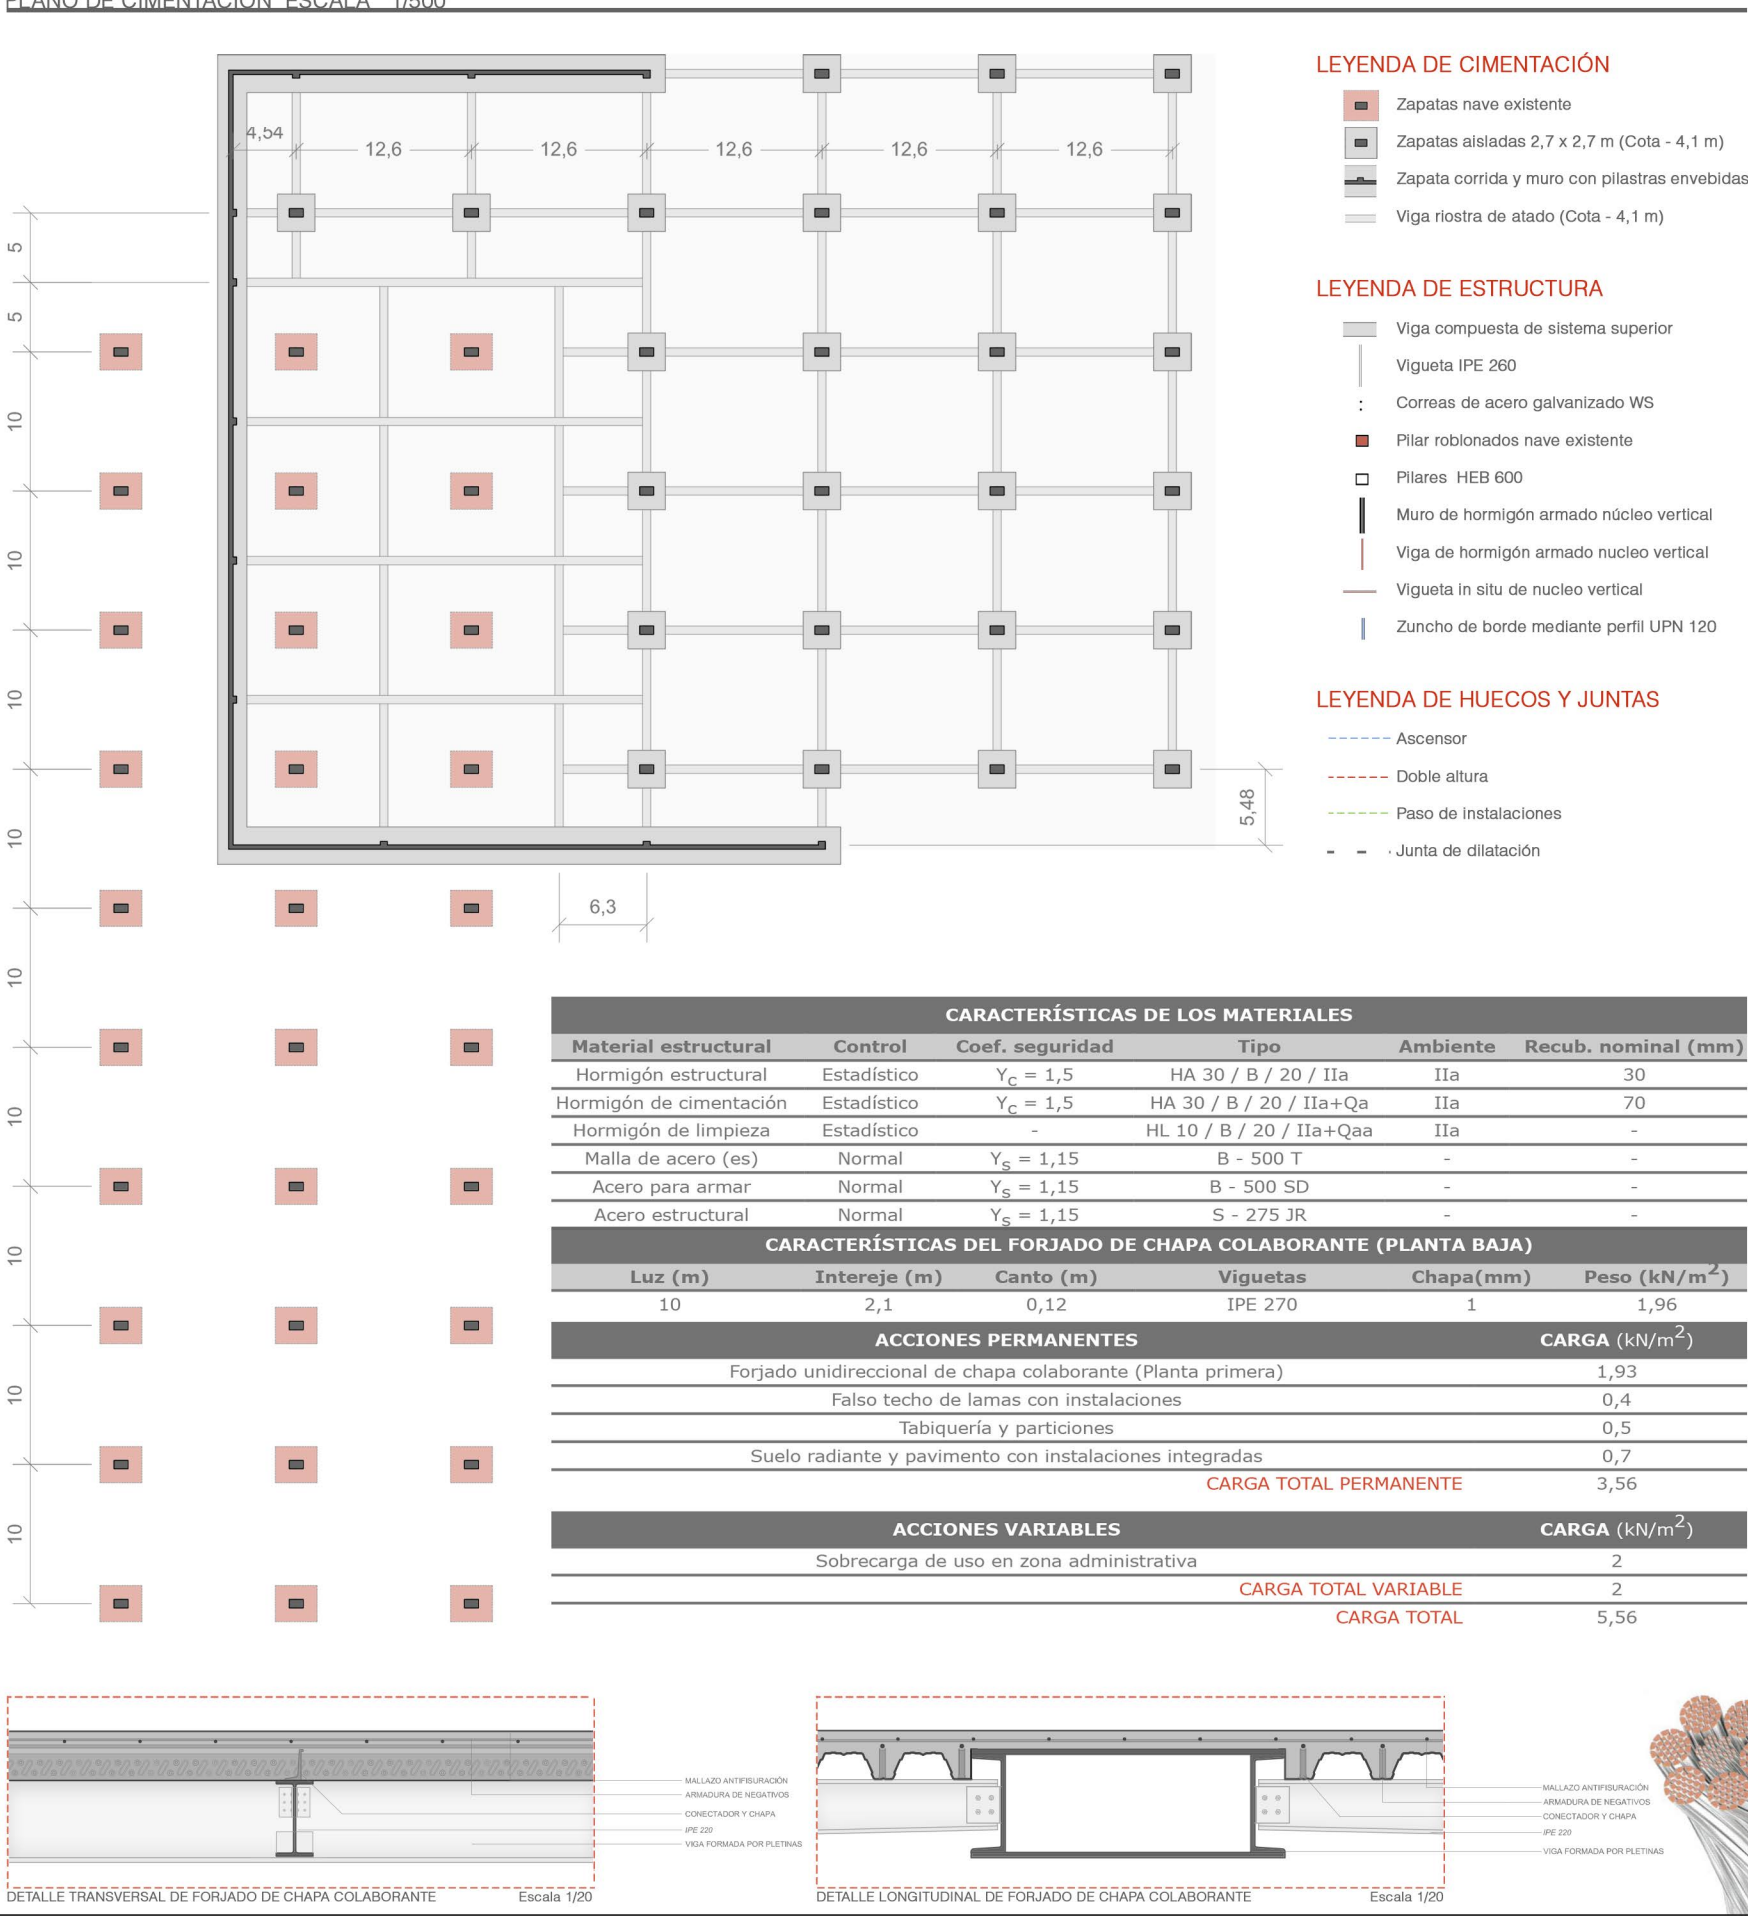 PLANO DE CIMENTACIÓN ESCALA 1/500
4,54
12,6
12,6
12,6
12,6
12,6
5
5
10
10
10
10
10
10
10
10
10
5,48
6,3
LEYENDA DE CIMENTACIÓN
Zapatas nave existente
Zapatas aisladas 2,7 x 2,7 m (Cota - 4,1 m)
Zapata corrida y muro con pilastras envebidas
Viga riostra de atado (Cota - 4,1 m)
LEYENDA DE ESTRUCTURA
Viga compuesta de sistema superior
Vigueta IPE 260
Correas de acero galvanizado WS
Pilar roblonados nave existente
Pilares HEB 600
Muro de hormigón armado núcleo vertical
Viga de hormigón armado nucleo vertical
Vigueta in situ de nucleo vertical
Zuncho de borde mediante perfil UPN 120
LEYENDA DE HUECOS Y JUNTAS
Ascensor
Doble altura
Paso de instalaciones
Junta de dilatación
CARACTERÍSTICAS DE LOS MATERIALES
Material estructural Control Coef. seguridad Tipo Ambiente Recub. nominal (mm)
Hormigón estructural Estadístico Yc = 1,5 HA 30 / B / 20 / IIa IIa 30
Hormigón de cimentación Estadístico Yc = 1,5 HA 30 / B / 20 / IIa+Qa IIa 70
Hormigón de limpieza Estadístico - HL 10 / B / 20 / IIa+Qaa IIa -
Malla de acero (es) Normal Ys = 1,15 B - 500 T - -
Acero para armar Normal Ys = 1,15 B - 500 SD - -
Acero estructural Normal Ys = 1,15 S - 275 JR - -
CARACTERÍSTICAS DEL FORJADO DE CHAPA COLABORANTE (PLANTA BAJA)
Luz (m) Intereje (m) Canto (m) Viguetas Chapa(mm) Peso (kN/m²)
10 2,1 0,12 IPE 270 1 1,96
ACCIONES PERMANENTES CARGA (kN/m²)
Forjado unidireccional de chapa colaborante (Planta primera) 1,93
Falso techo de lamas con instalaciones 0,4
Tabiquería y particiones 0,5
Suelo radiante y pavimento con instalaciones integradas 0,7
CARGA TOTAL PERMANENTE 3,56
ACCIONES VARIABLES CARGA (kN/m²)
Sobrecarga de uso en zona administrativa 2
CARGA TOTAL VARIABLE 2
CARGA TOTAL 5,56
MALLAZO ANTIFISURACIÓN
ARMADURA DE NEGATIVOS
CONECTADOR Y CHAPA
IPE 220
VIGA FORMADA POR PLETINAS
DETALLE TRANSVERSAL DE FORJADO DE CHAPA COLABORANTE Escala 1/20
MALLAZO ANTIFISURACIÓN
ARMADURA DE NEGATIVOS
CONECTADOR Y CHAPA
IPE 220
VIGA FORMADA POR PLETINAS
DETALLE LONGITUDINAL DE FORJADO DE CHAPA COLABORANTE Escala 1/20